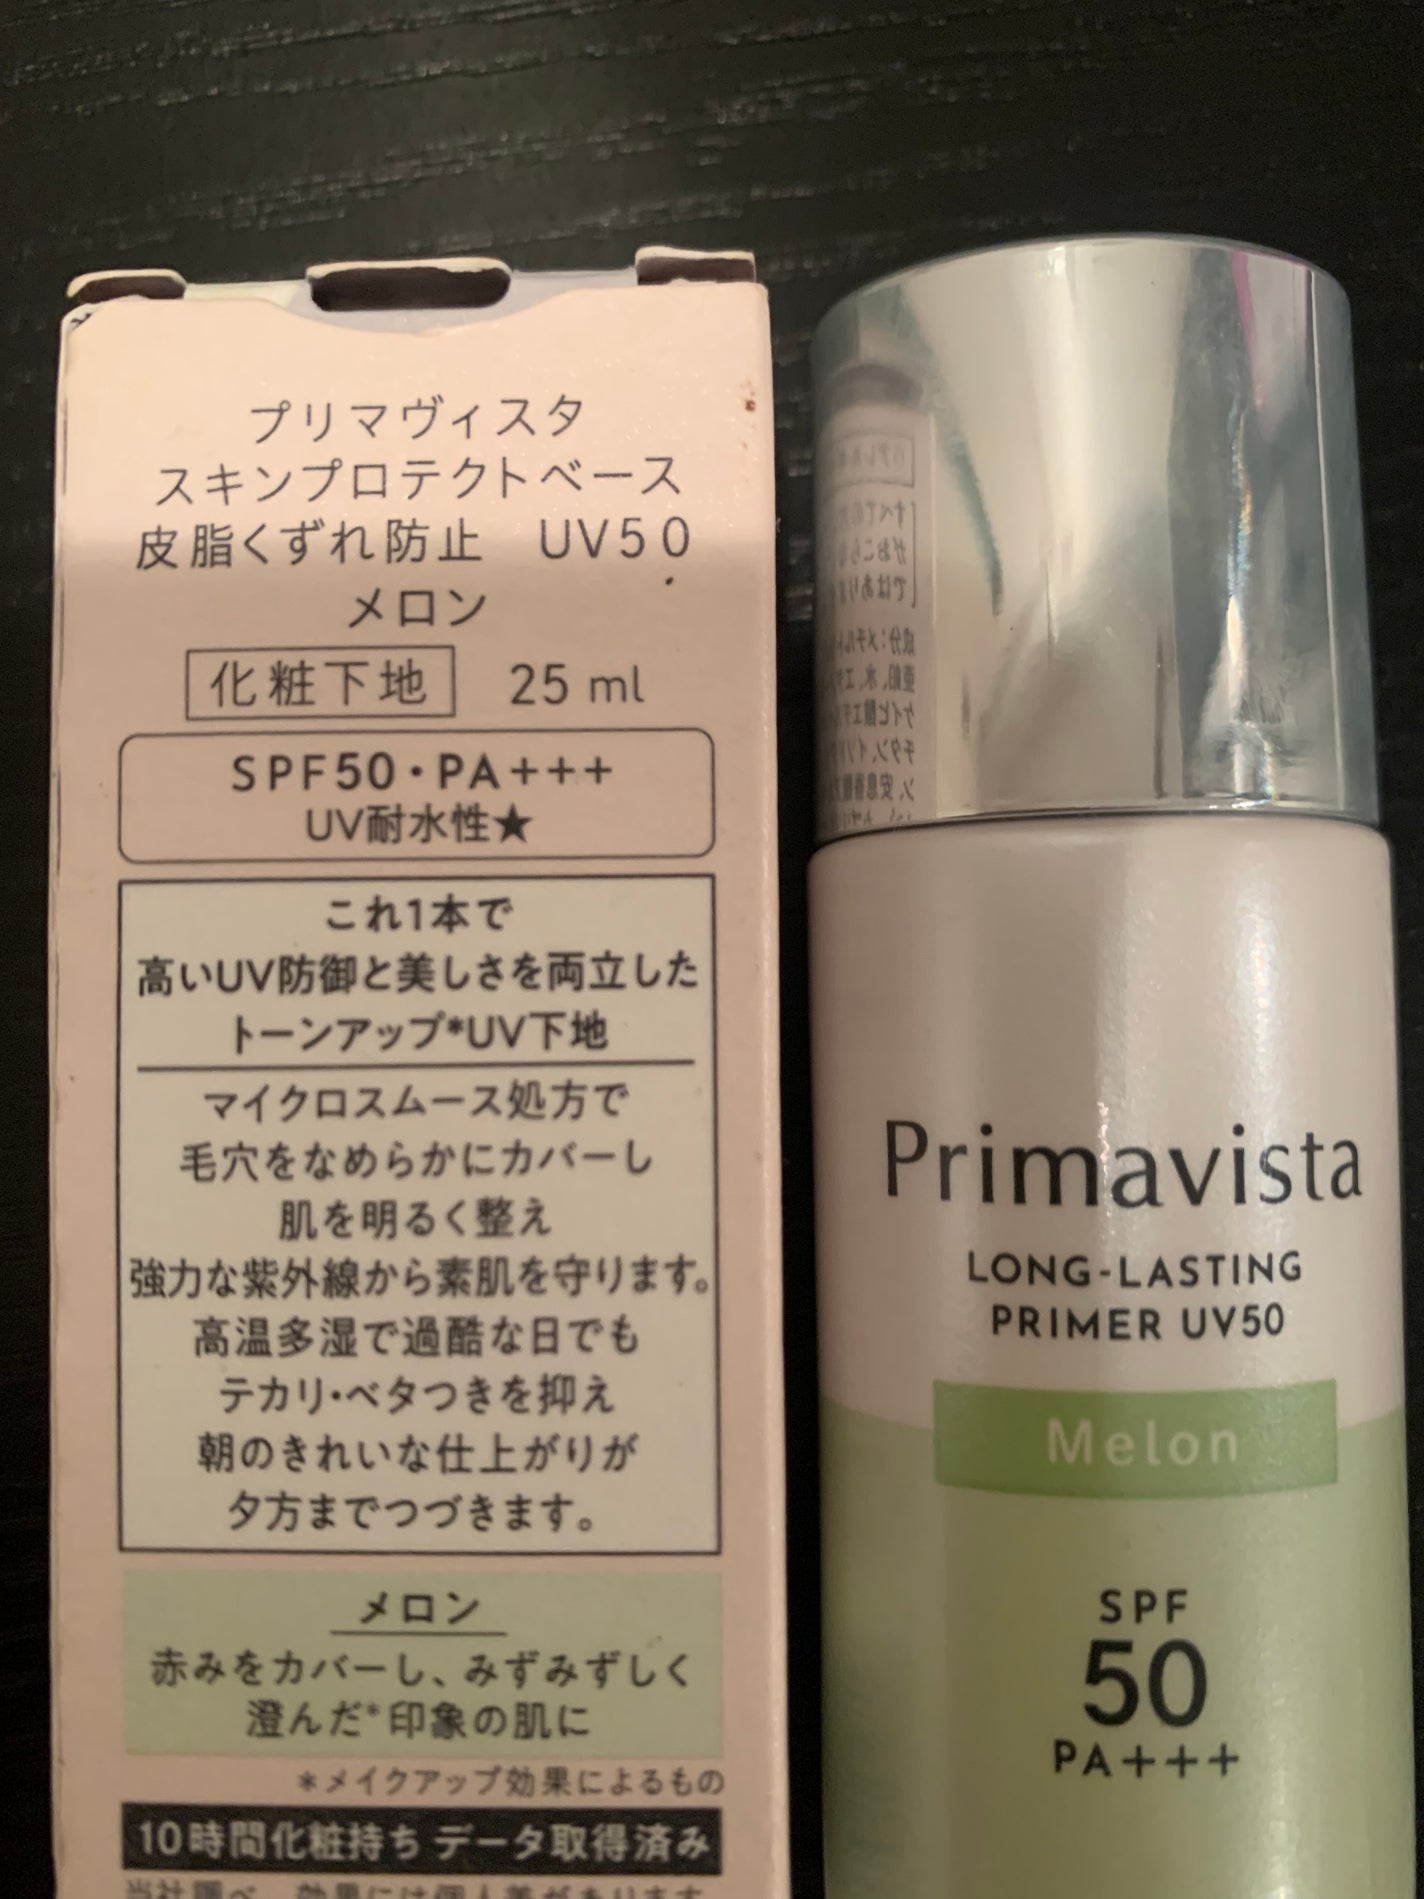 プリマヴィスタ
スキンプロテクトベース
皮脂くずれ防止　UV50
メロン
化粧下地　25 ml
SPF50・PA+++
UV耐水性★
これ1本で
高いUV防御と美しさを両立した
トーンアップ*UV下地
マイクロスムース処方で
毛穴をなめらかにカバーし
肌を明るく整え
強力な紫外線から素肌を守ります。
高温多湿で過酷な日でも
テカリ・ベタつきを抑え
朝のきれいな仕上がりが
夕方までつづきます。
メロン
赤みをカバーし、みずみずしく
澄んだ*印象の肌に
*メイクアップ効果によるもの
10時間化粧持ち データ取得済み
Primavista
LONG-LASTING
PRIMER UV50
Melon
SPF
50
PA+++